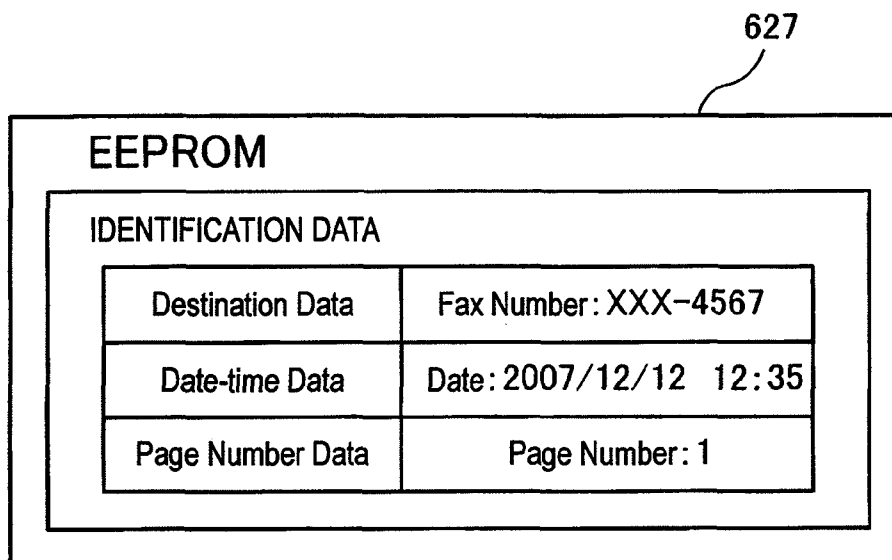 627
EEPROM
IDENTIFICATION DATA
Destination Data Fax Number: XXX-4567
Date-time Data Date: 2007/12/12 12:35
Page Number Data Page Number: 1